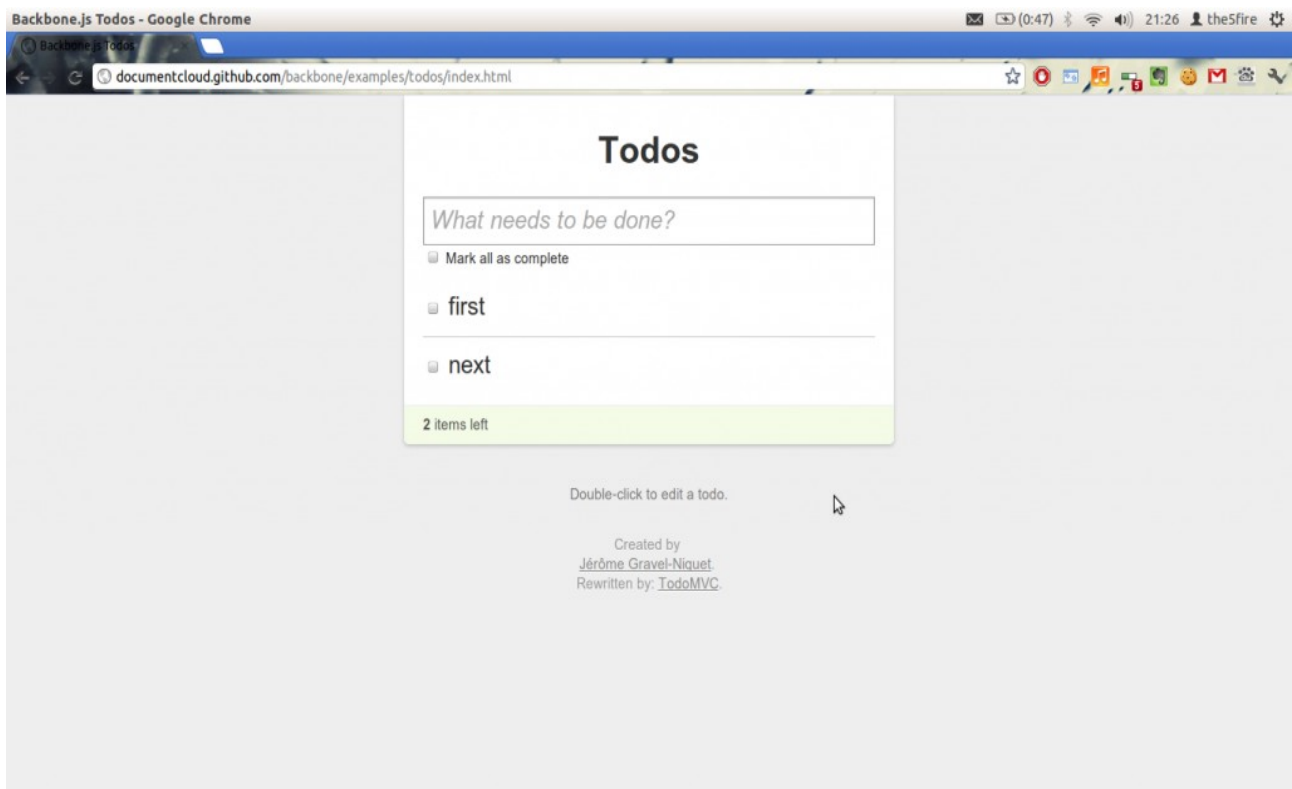 Backbone.js Todos - Google Chrome
(0:47) 21:26 the5fire
Backbone.js Todos
documentcloud.github.com/backbone/examples/todos/index.html
5
Todos
What needs to be done?
Mark all as complete
first
next
2 items left
Double-click to edit a todo.
Created by
Jérôme Gravel-Niquet.
Rewritten by: TodoMVC.